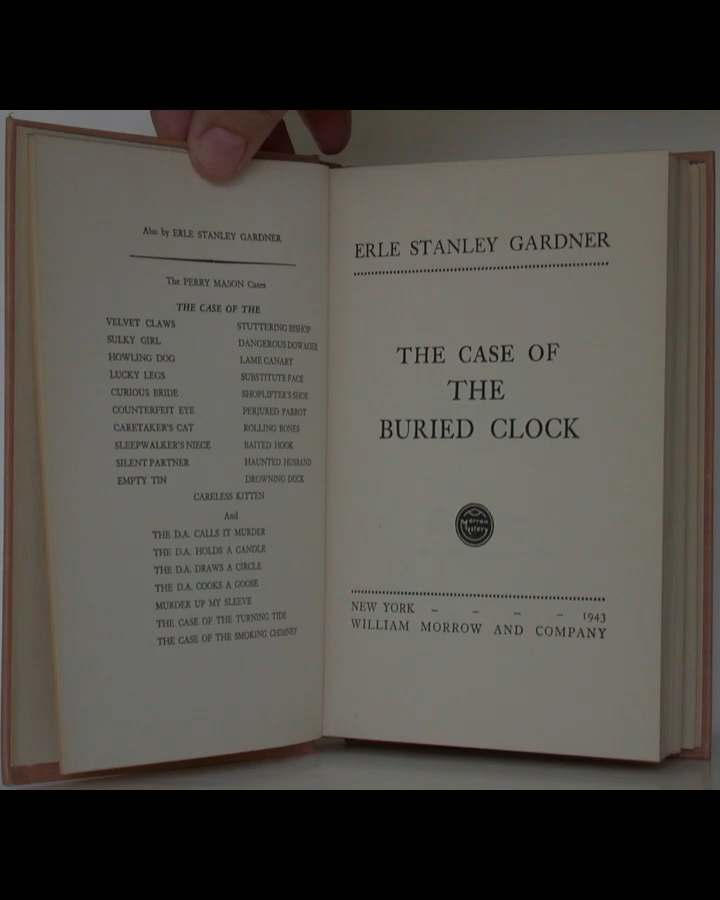 Also by ERLE STANLEY GARDNER
The PERRY MASON Cases
THE CASE OF THE
VELVET CLAWS
SULKY GIRL
HOWLING DOG
LUCKY LEGS
CURIOUS BRIDE
COUNTERFEIT EYE
CARETAKER'S CAT
SLEEPWALKER'S NIECE
SILENT PARTNER
EMPTY TIN
STUTTERING BISHOP
DANGEROUS DOWAGER
LAME CANARY
SUBSTITUTE FACE
SHOPLIFTER'S SHOE
PERJURED PARROT
ROLLING BONES
BAITED HOOK
HAUNTED HUSBAND
DROWNING DUCK
CARELESS KITTEN
And
THE D.A. CALLS IT MURDER
THE D.A. HOLDS A CANDLE
THE D.A. DRAWS A CIRCLE
THE D.A. COOKS A GOOSE
MURDER UP MY SLEEVE
THE CASE OF THE TURNING TIDE
THE CASE OF THE SMOKING CHIMNEY
ERLE STANLEY GARDNER
THE CASE OF
THE
BURIED CLOCK
Morrow
Mystery
NEW YORK – – – – 1943
WILLIAM MORROW AND COMPANY